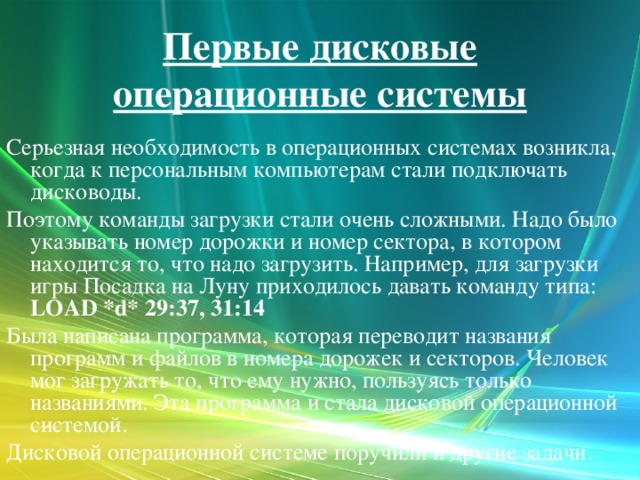 Первые дисковые
операционные системы
Серьезная необходимость в операционных системах возникла,
когда к персональным компьютерам стали подключать
дисководы.
Поэтому команды загрузки стали очень сложными. Надо было
указывать номер дорожки и номер сектора, в котором
находится то, что надо загрузить. Например, для загрузки
игры Посадка на Луну приходилось давать команду типа:
LOAD *d* 29:37, 31:14
Была написана программа, которая переводит названия
программ и файлов в номера дорожек и секторов. Человек
мог загружать то, что ему нужно, пользуясь только
названиями. Эта программа и стала дисковой операционной
системой.
Дисковой операционной системе поручили и другие задачи.